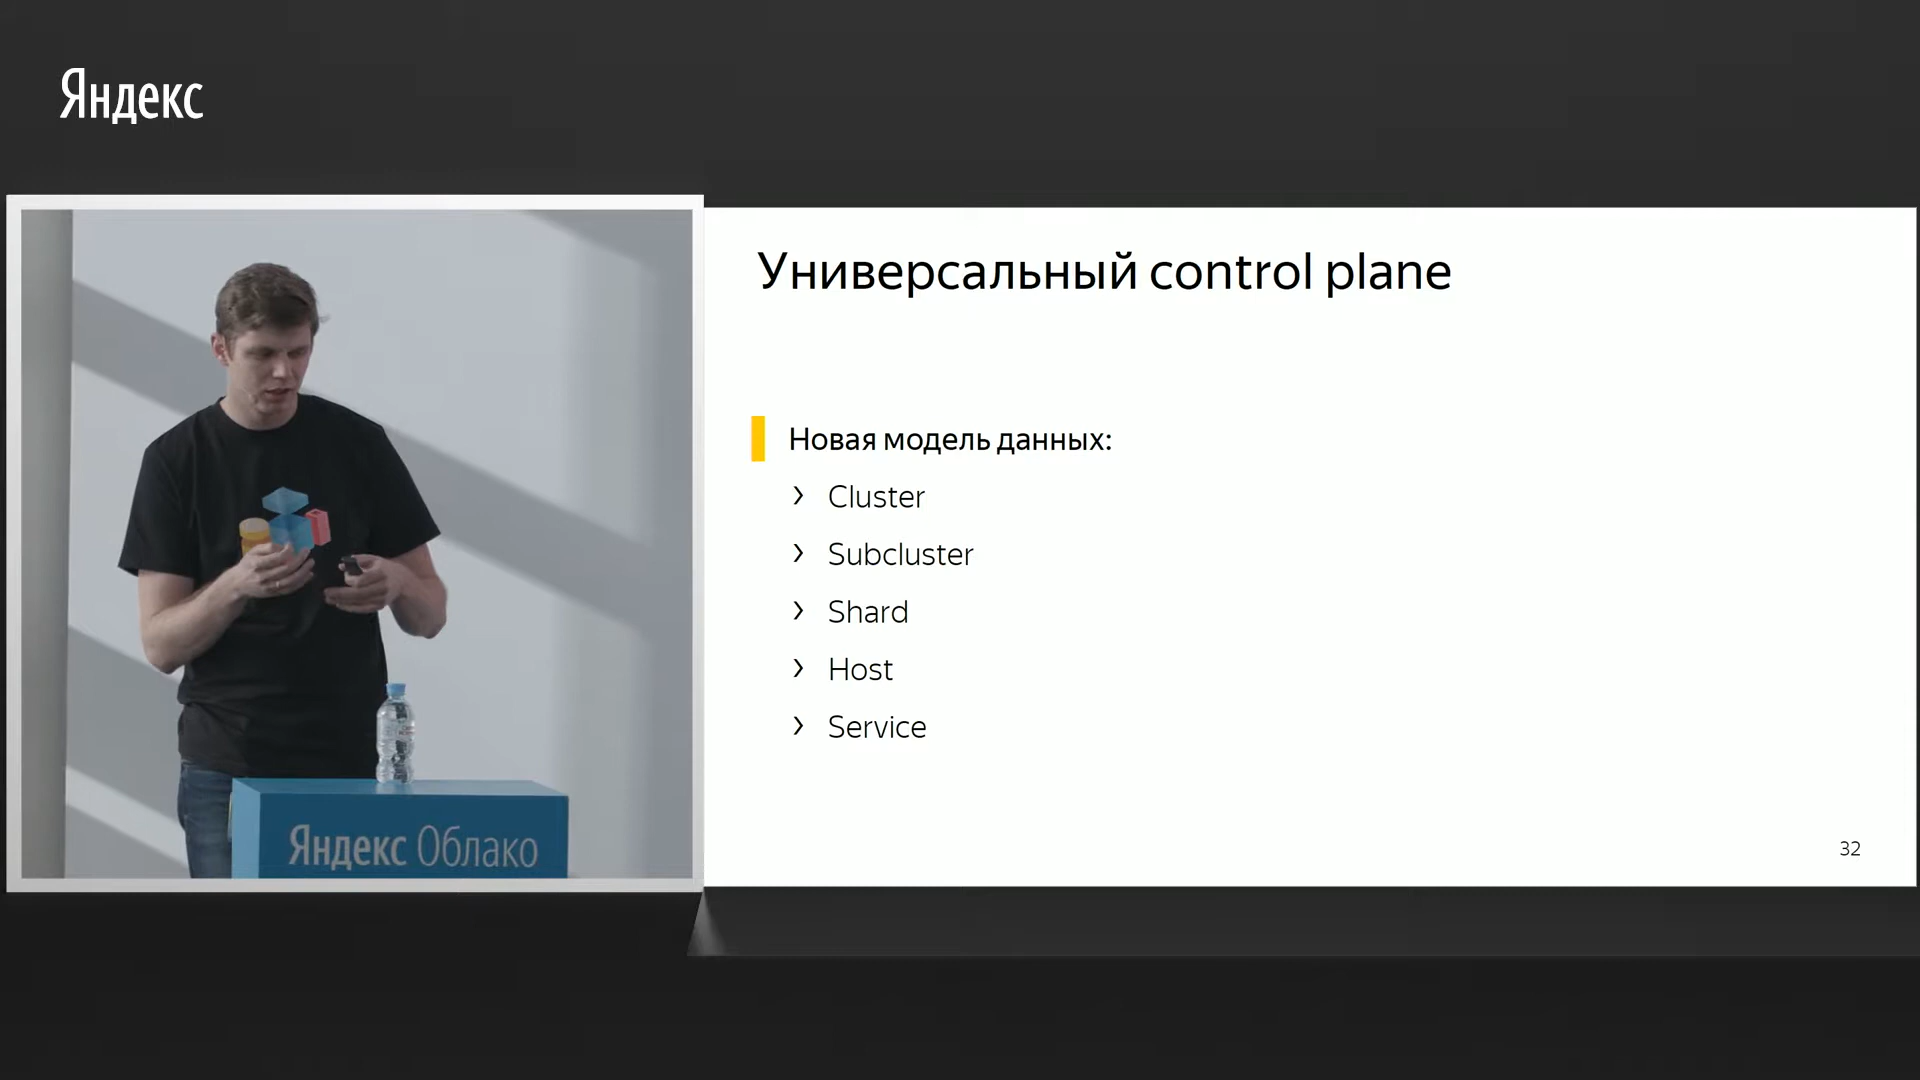 Яндекс
Универсальный control plane
Новая модель данных:
› Cluster
› Subcluster
› Shard
› Host
› Service
32
Яндекс Облако